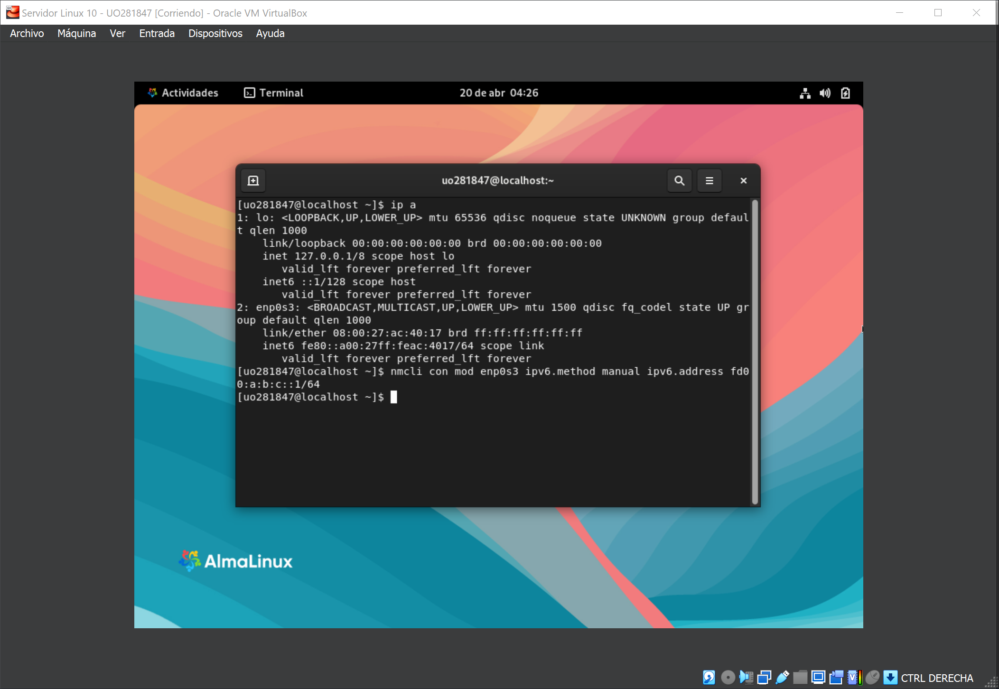 Servidor Linux 10 - UO281847 [Corriendo] - Oracle VM VirtualBox
Archivo Máquina Ver Entrada Dispositivos Ayuda
Actividades Terminal 20 de abr 04:26
uo281847@localhost:~
[uo281847@localhost ~]$ ip a
1: lo: <LOOPBACK,UP,LOWER_UP> mtu 65536 qdisc noqueue state UNKNOWN group defaul
t qlen 1000
    link/loopback 00:00:00:00:00:00 brd 00:00:00:00:00:00
    inet 127.0.0.1/8 scope host lo
       valid_lft forever preferred_lft forever
    inet6 ::1/128 scope host
       valid_lft forever preferred_lft forever
2: enp0s3: <BROADCAST,MULTICAST,UP,LOWER_UP> mtu 1500 qdisc fq_codel state UP gr
oup default qlen 1000
    link/ether 08:00:27:ac:40:17 brd ff:ff:ff:ff:ff:ff
    inet6 fe80::a00:27ff:feac:4017/64 scope link
       valid_lft forever preferred_lft forever
[uo281847@localhost ~]$ nmcli con mod enp0s3 ipv6.method manual ipv6.address fd0
0:a:b:c::1/64
[uo281847@localhost ~]$
AlmaLinux
CTRL DERECHA